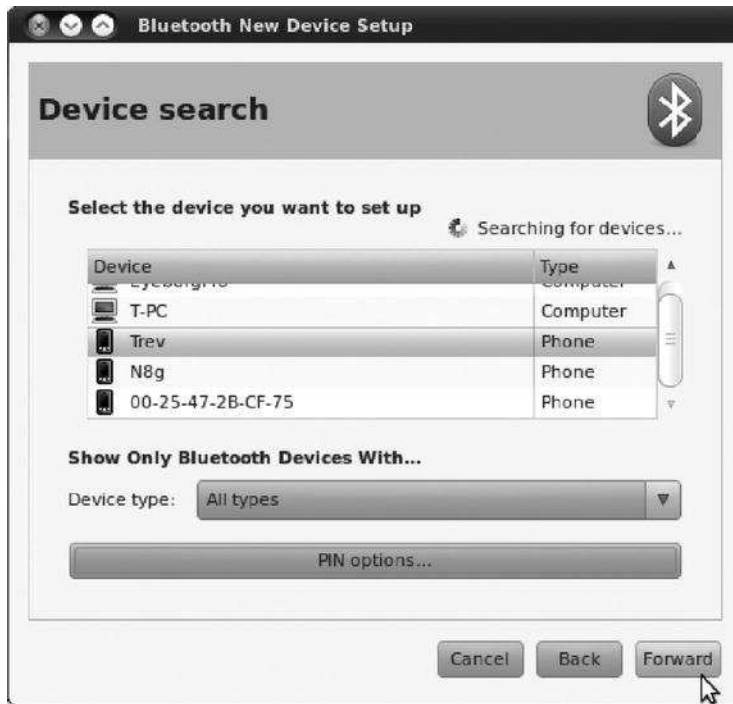 Bluetooth New Device Setup
Device search
Select the device you want to set up
Searching for devices...
Device Type
Computer
T-PC Computer
Trev Phone
N8g Phone
00-25-47-2B-CF-75 Phone
Show Only Bluetooth Devices With...
Device type: All types
PIN options...
Cancel Back Forward